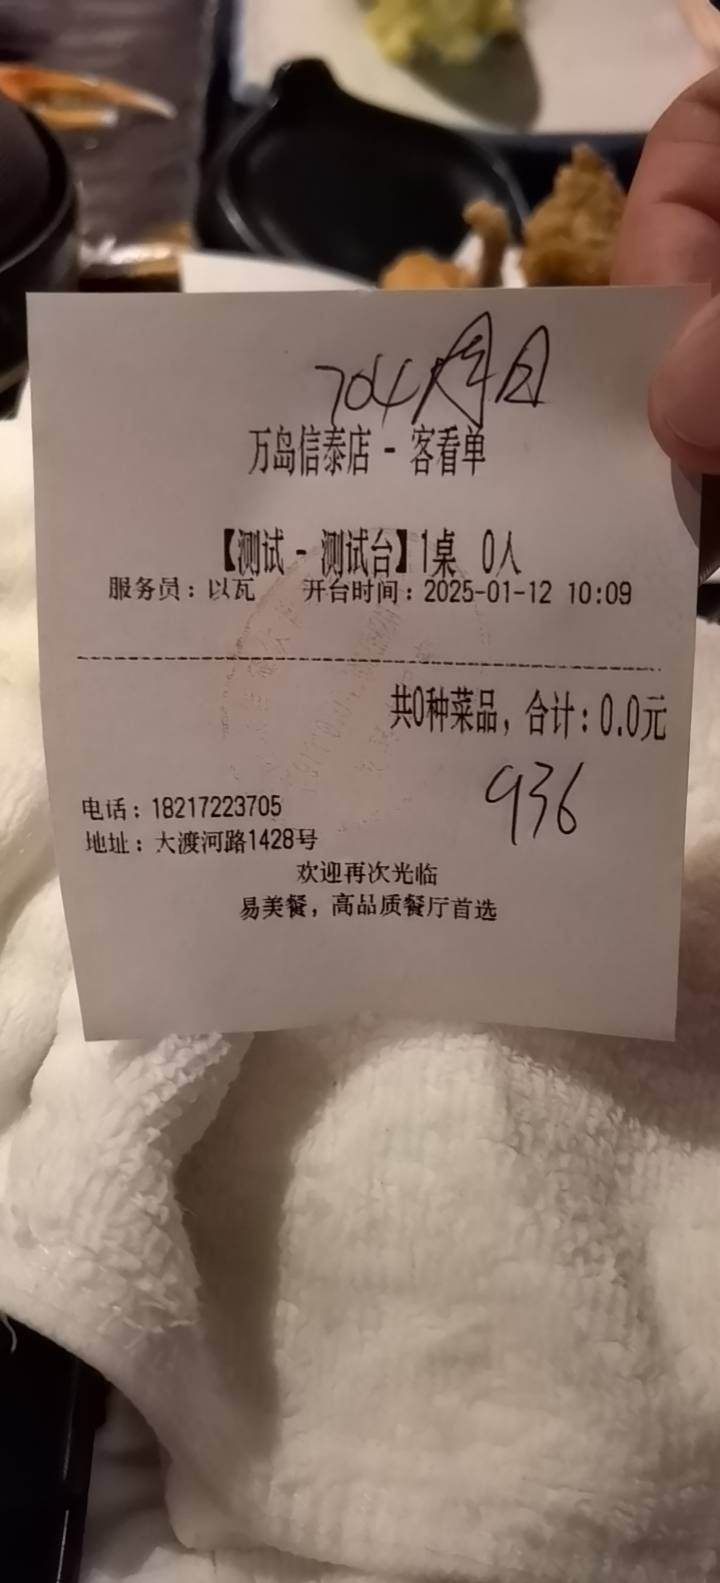 704
万岛信泰店 - 客看单
【测试 - 测试台】1桌 0人
服务员：以瓦 开台时间：2025-01-12 10:09
共0种菜品，合计：0.0元
936
电话：18217223705
地址：大渡河路1428号
欢迎再次光临
易美餐，高品质餐厅首选